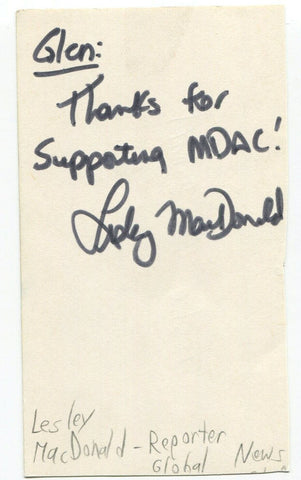 Glen:
Thanks for
Supporting MDAC!
Lesley MacDonald
Lesley
MacDonald - Reporter
Global News